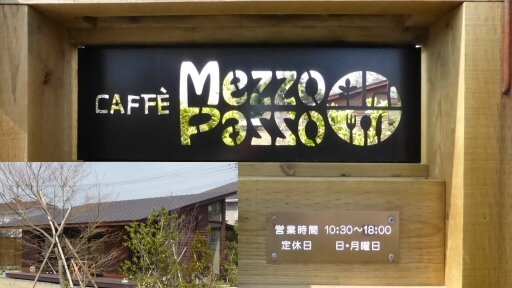 CAFFÈ Mezzo
Passo
営業時間 10:30～18:00
定休日 日・月曜日